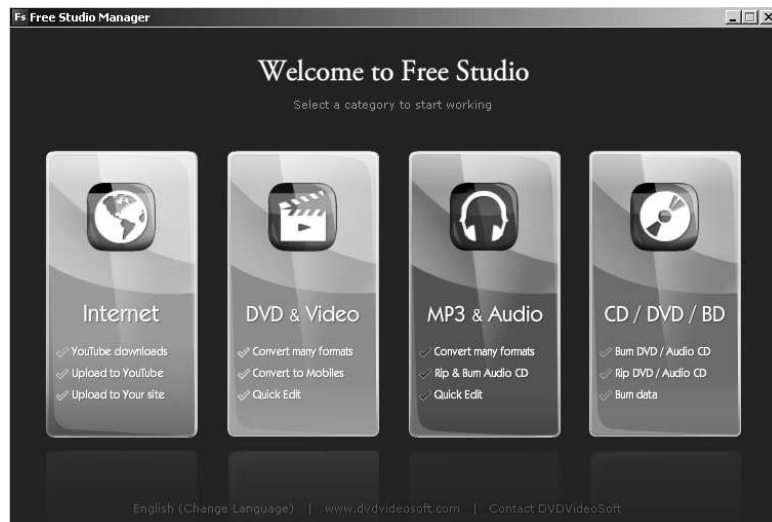 Fs Free Studio Manager
Welcome to Free Studio
Select a category to start working
Internet
YouTube downloads
Upload to YouTube
Upload to Your site
DVD & Video
Convert many formats
Convert to Mobiles
Quick Edit
MP3 & Audio
Convert many formats
Rip & Burn Audio CD
Quick Edit
CD / DVD / BD
Burn DVD / Audio CD
Rip DVD / Audio CD
Burn data
English (Change Language) | www.dvdvideosoft.com | Contact DVDVideoSoft